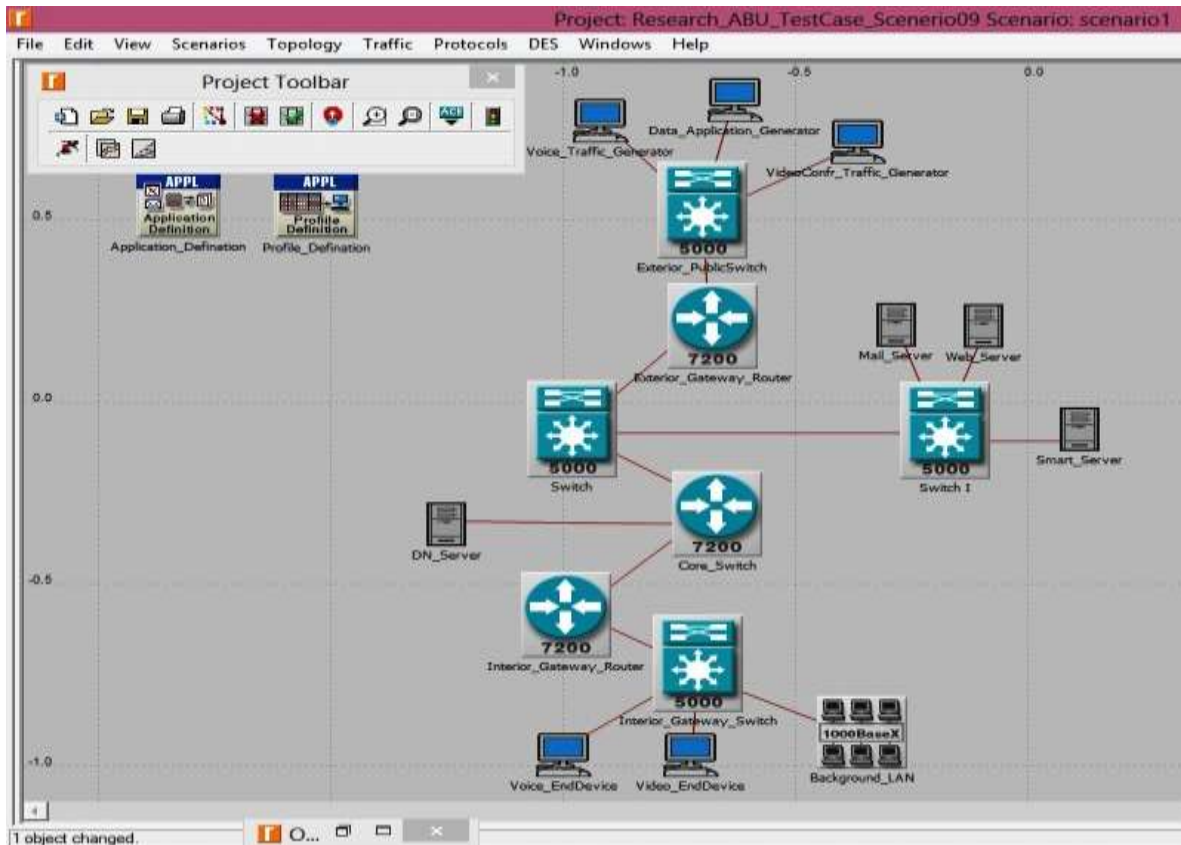 Project: Research_ABU_TestCase_Scenerio09 Scenario: scenario1
File Edit View Scenarios Topology Traffic Protocols DES Windows Help
Project Toolbar
-1.0 -0.5 0.0
Data_Application_Generator
Voice_Traffic_Generator
VideoConfr_Traffic_Generator
APPL
Application
Definition
Application_Defination
APPL
Profile
Definition
Profile_Defination
0.5
5000
Exterior_PublicSwitch
7200
Exterior_Gateway_Router
Mail_Server
Web_Server
0.0
5000
Switch
5000
Switch I
Smart_Server
DN_Server
7200
Core_Switch
-0.5
7200
Interior_Gateway_Router
5000
Interior_Gateway_Switch
1000BaseX
Background_LAN
-1.0
Voice_EndDevice
Video_EndDevice
1 object changed.
O...